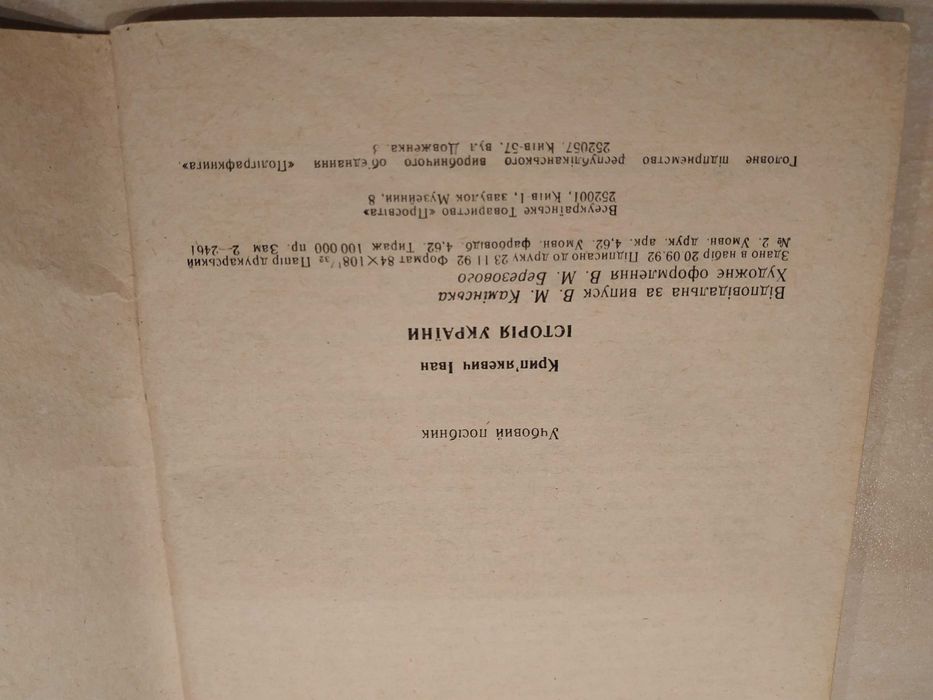 Учбовий посібник
Крип'якевич Іван
ІСТОРІЯ УКРАЇНИ
Відповідальна за випуск В. М. Камінська
Художнє оформлення В. М. Березового
Здано в набір 20.09.92 Підписано до друку 23 11 92 Формат 84×108¹/₃₂ Папір друкарський
№ 2. Умовн. друк. арк. 4,62. Умовн. фарбовідб. 4,62. Тираж 100 000 пр. Зам 2—2461
Всеукраїнське Товариство «Просвіта»
252001, Київ-1, завулок Музейний, 8
Головне підприємство республіканського виробничого об'єднання «Поліграфкнига».
252057. Київ-57. вул Довженка. 3